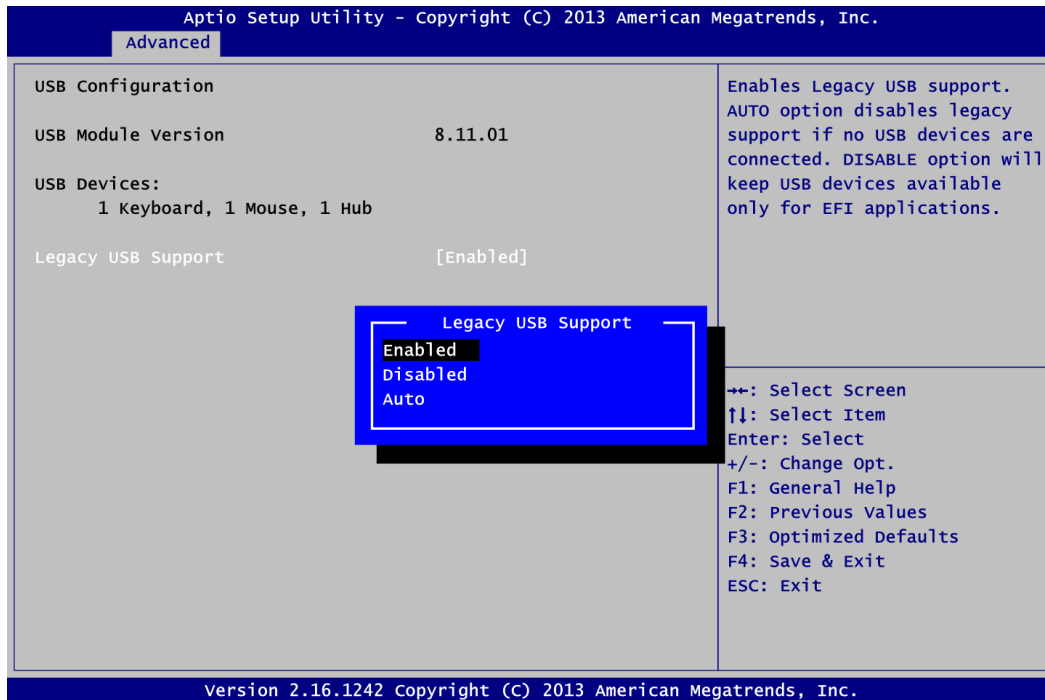 Aptio Setup Utility - Copyright (C) 2013 American Megatrends, Inc.
Advanced
USB Configuration
USB Module Version 8.11.01
USB Devices:
1 Keyboard, 1 Mouse, 1 Hub
Legacy USB Support [Enabled]
Legacy USB Support
Enabled
Disabled
Auto
Enables Legacy USB support.
AUTO option disables legacy
support if no USB devices are
connected. DISABLE option will
keep USB devices available
only for EFI applications.
→←: Select Screen
↑↓: Select Item
Enter: Select
+/-: Change Opt.
F1: General Help
F2: Previous Values
F3: Optimized Defaults
F4: Save & Exit
ESC: Exit
Version 2.16.1242 Copyright (C) 2013 American Megatrends, Inc.